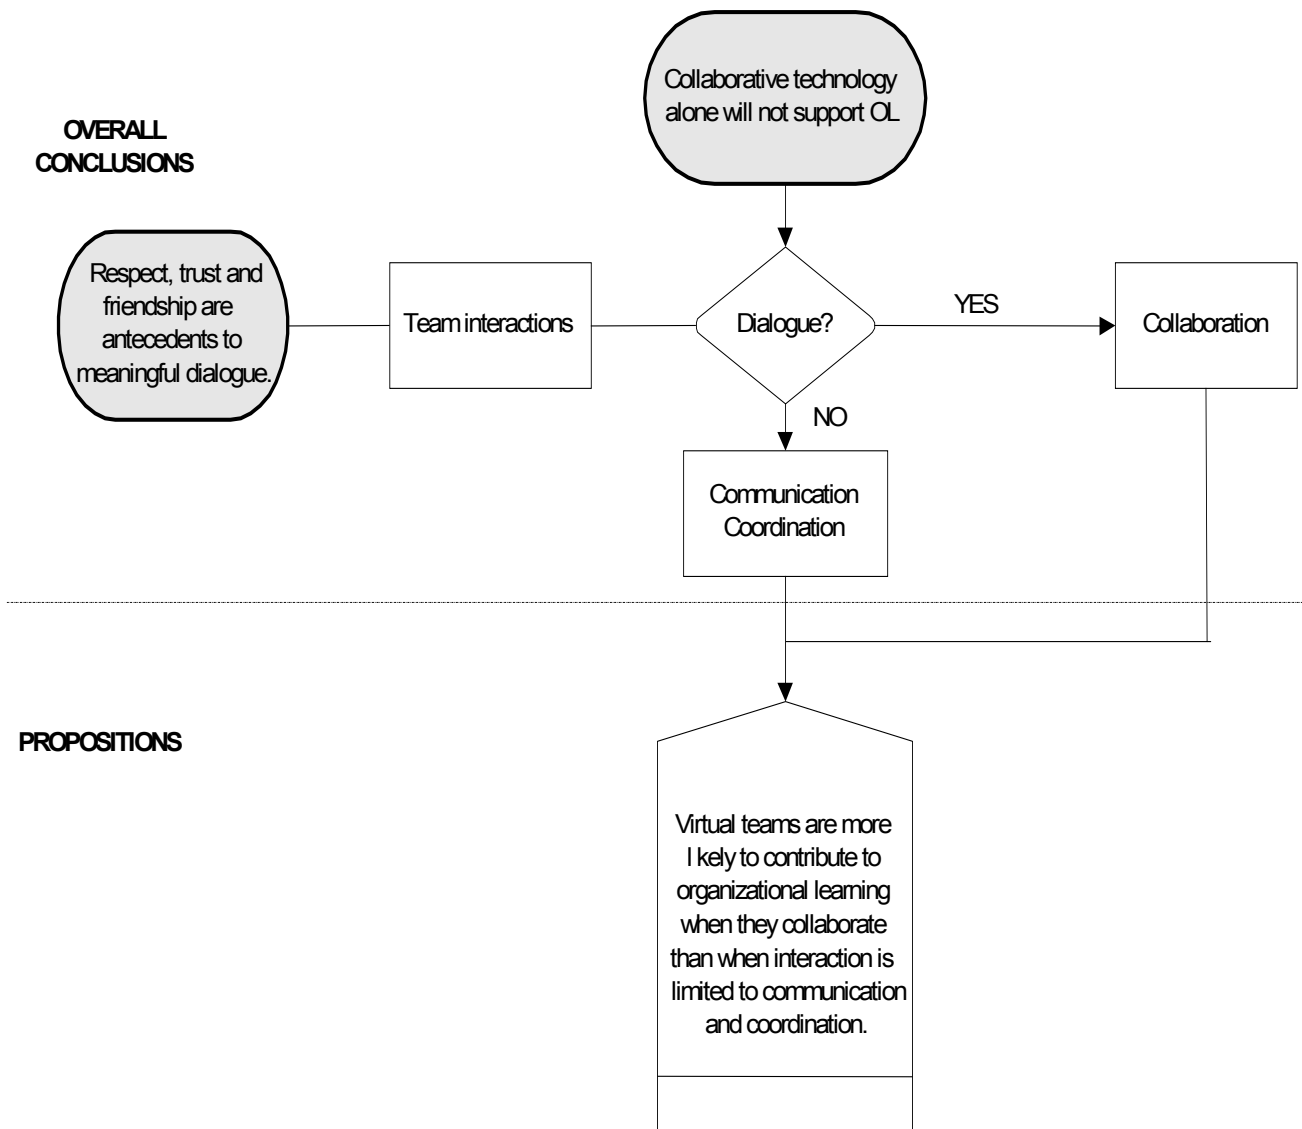 Collaborative technology
alone will not support OL
OVERALL
CONCLUSIONS
Respect, trust and
friendship are
antecedents to
meaningful dialogue.
Team interactions
Dialogue?
YES
Collaboration
NO
Communication
Coordination
PROPOSITIONS
Virtual teams are more
l kely to contribute to
organizational learning
when they collaborate
than when interaction is
limited to communication
and coordination.